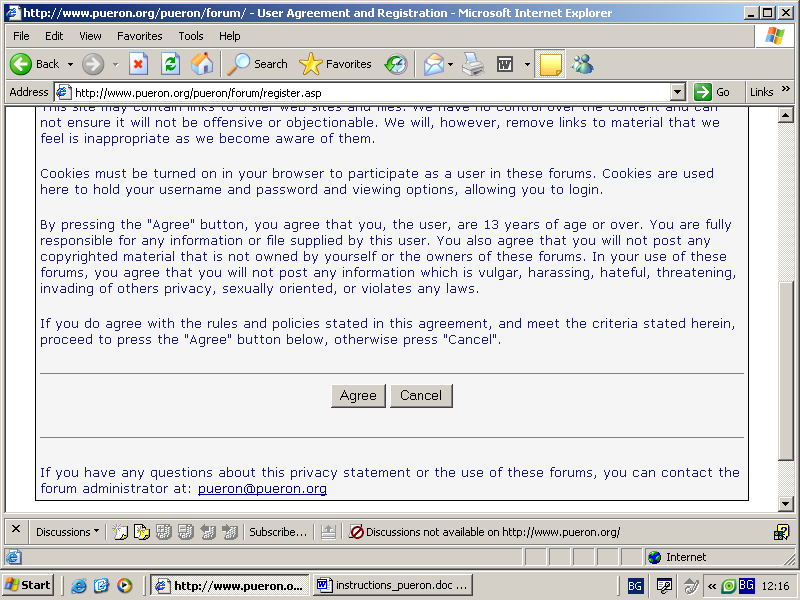 http://www.pueron.org/pueron/forum/ - User Agreement and Registration - Microsoft Internet Explorer
File Edit View Favorites Tools Help
Back Search Favorites
Address http://www.pueron.org/pueron/forum/register.asp Go Links »
This site may contain links to other web sites and files. We have no control over the content and can
not ensure it will not be offensive or objectionable. We will, however, remove links to material that we
feel is inappropriate as we become aware of them.
Cookies must be turned on in your browser to participate as a user in these forums. Cookies are used
here to hold your username and password and viewing options, allowing you to login.
By pressing the "Agree" button, you agree that you, the user, are 13 years of age or over. You are fully
responsible for any information or file supplied by this user. You also agree that you will not post any
copyrighted material that is not owned by yourself or the owners of these forums. In your use of these
forums, you agree that you will not post any information which is vulgar, harassing, hateful, threatening,
invading of others privacy, sexually oriented, or violates any laws.
If you do agree with the rules and policies stated in this agreement, and meet the criteria stated herein,
proceed to press the "Agree" button below, otherwise press "Cancel".
Agree Cancel
If you have any questions about this privacy statement or the use of these forums, you can contact the
forum administrator at: pueron@pueron.org
Discussions Subscribe... Discussions not available on http://www.pueron.org/
Internet
Start http://www.pueron.o... instructions_pueron.doc ... BG « BG 12:16